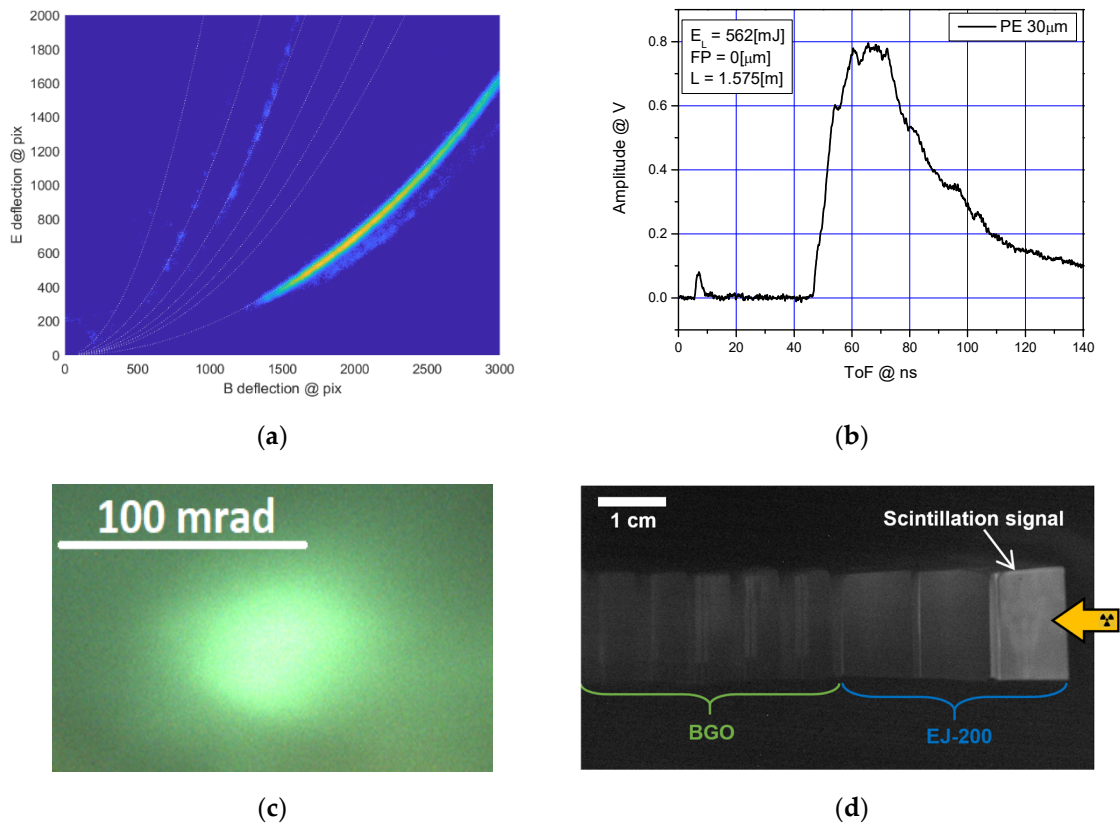 2000
1800
1600
1400
1200
1000
800
600
400
200
0
E deflection @ pix
0 500 1000 1500 2000 2500 3000
B deflection @ pix
(a)
E_L = 562[mJ]
FP = 0[μm]
L = 1.575[m]
PE 30μm
0.8
0.6
0.4
0.2
0.0
Amplitude @ V
0 20 40 60 80 100 120 140
ToF @ ns
(b)
100 mrad
(c)
1 cm
Scintillation signal
BGO
EJ-200
(d)